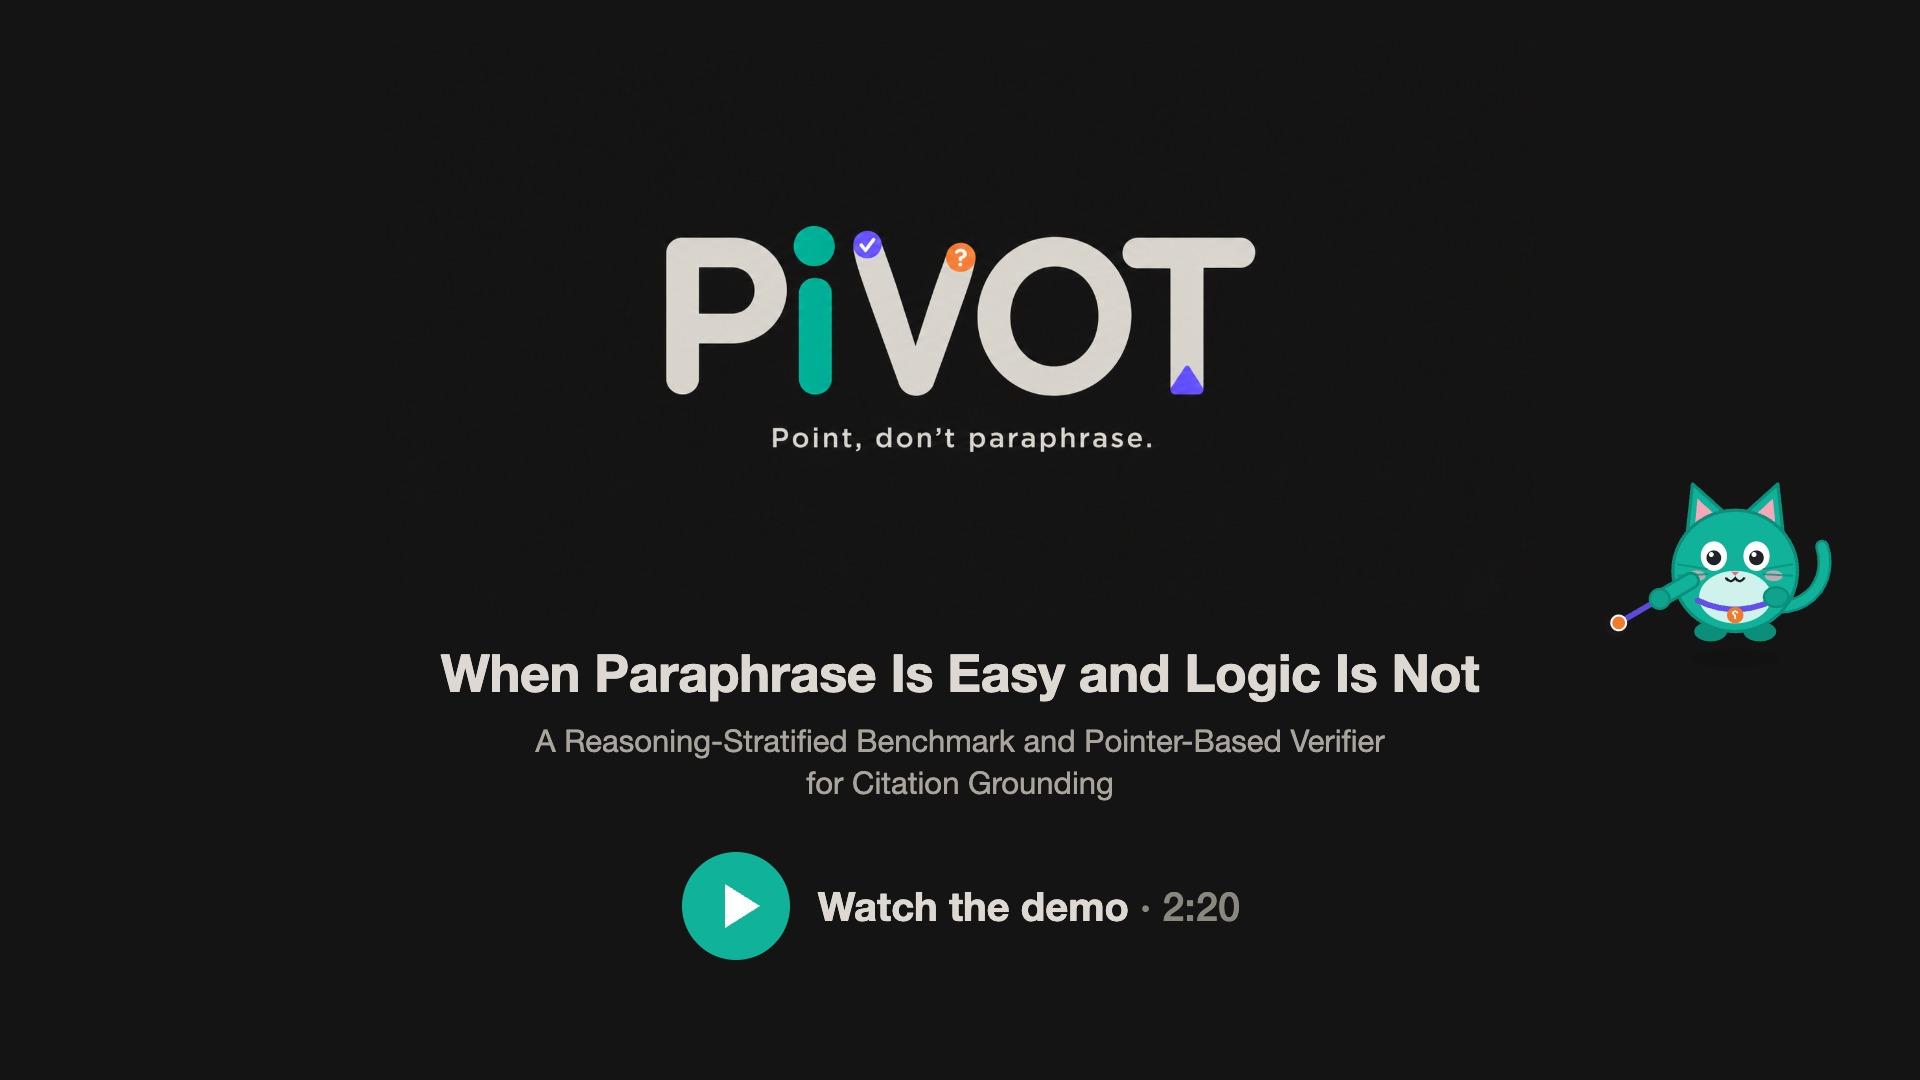 PiVOT
Point, don’t paraphrase.
When Paraphrase Is Easy and Logic Is Not
A Reasoning-Stratified Benchmark and Pointer-Based Verifier
for Citation Grounding
Watch the demo · 2:20